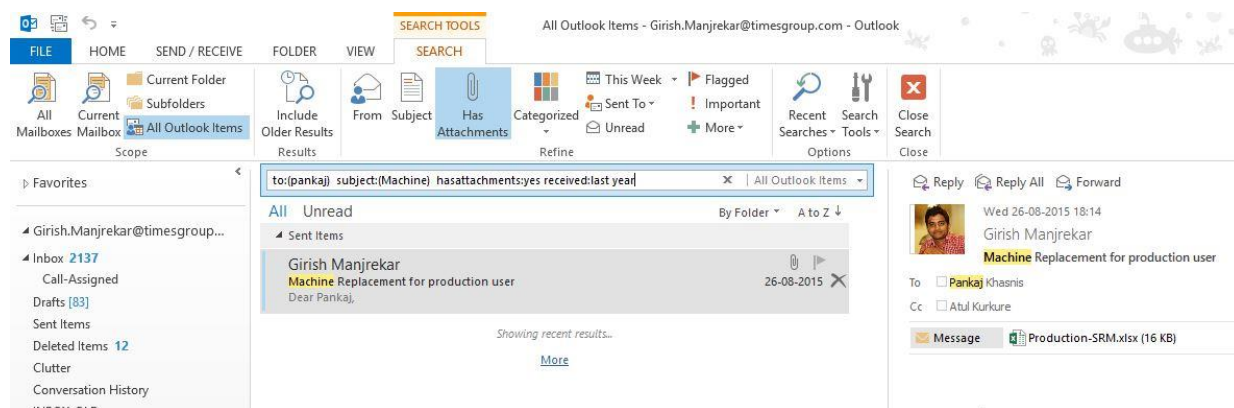 SEARCH TOOLS
All Outlook Items - Girish.Manjrekar@timesgroup.com - Outlook
FILE HOME SEND / RECEIVE FOLDER VIEW SEARCH
All Mailboxes
Current Mailbox
Current Folder
Subfolders
All Outlook Items
Scope
Include Older Results
Results
From
Subject
Has Attachments
Categorized
This Week
Sent To
Unread
Flagged
Important
More
Refine
Recent Searches
Search Tools
Options
Close Search
Close
Favorites
Girish.Manjrekar@timesgroup...
Inbox 2137
Call-Assigned
Drafts [83]
Sent Items
Deleted Items 12
Clutter
Conversation History
to:(pankaj) subject:(Machine) hasattachments:yes received:last year
All Outlook Items
All Unread
By Folder A to Z
Sent Items
Girish Manjrekar
Machine Replacement for production user
26-08-2015
Dear Pankaj,
Showing recent results...
More
Reply Reply All Forward
Wed 26-08-2015 18:14
Girish Manjrekar
Machine Replacement for production user
To Pankaj Khasnis
Cc Atul Kurkure
Message Production-SRM.xlsx (16 KB)